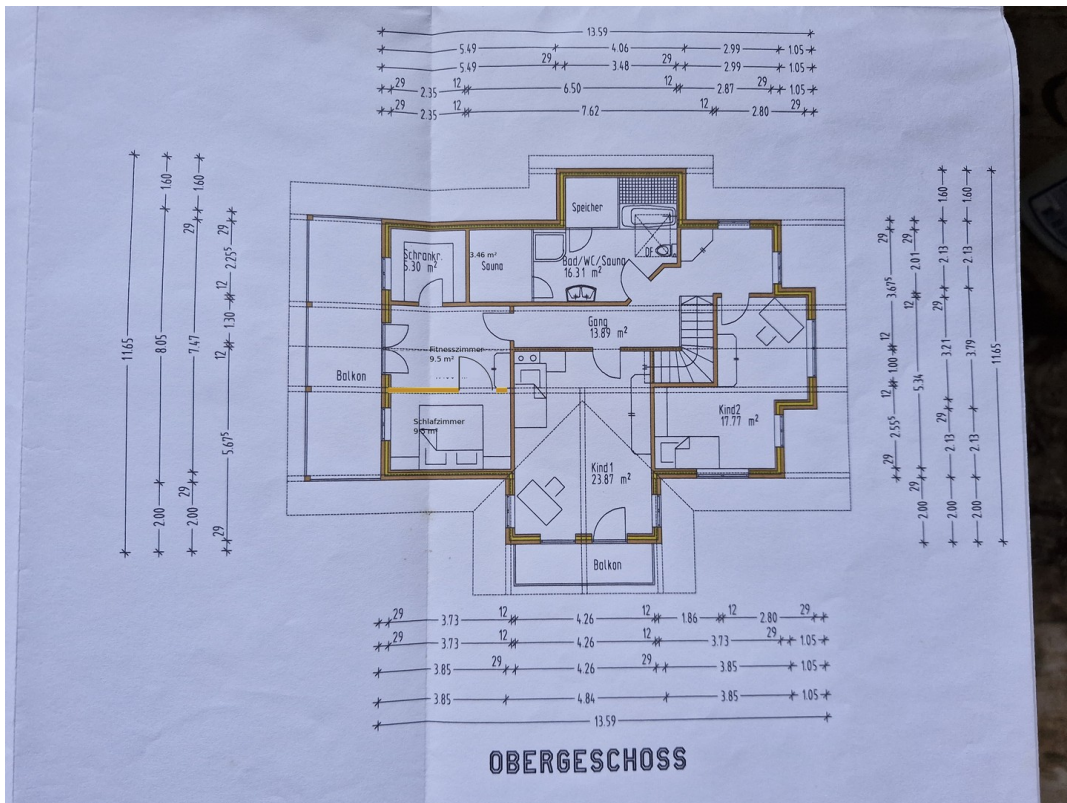 13.59
5.49 4.06 2.99 1.05
5.49 29 3.48 29 2.99 1.05
29 2.35 12 6.50 12 2.87 29 1.05
29 2.35 12 7.62 12 2.80 29
11.65
1.60 8.05 2.00
1.60 29 7.47 29 2.00
29 2.25⁵ 12 1.30 12 5.67⁵ 29
Speicher
Schrankr.
5.30 m²
3.46 m²
Sauna
Bad/WC/Sauna
16.31 m²
DF
Gang
13.89 m²
Fitnesszimmer
9.5 m²
Balkon
Schlafzimmer
9.5 m²
Kind1
23.87 m²
Kind2
17.77 m²
Balkon
29 3.67⁵ 12 1.00 12 2.55⁵ 29
29 2.01 12 5.34 29 2.00
1.60 2.13 29 3.21 29 2.13 2.00
1.60 2.13 3.79 2.13 2.00
11.65
29 3.73 12 4.26 12 1.86 12 2.80 29
29 3.73 12 4.26 12 3.73 29 1.05
3.85 29 4.26 29 3.85 1.05
3.85 4.84 3.85 1.05
13.59
OBERGESCHOSS